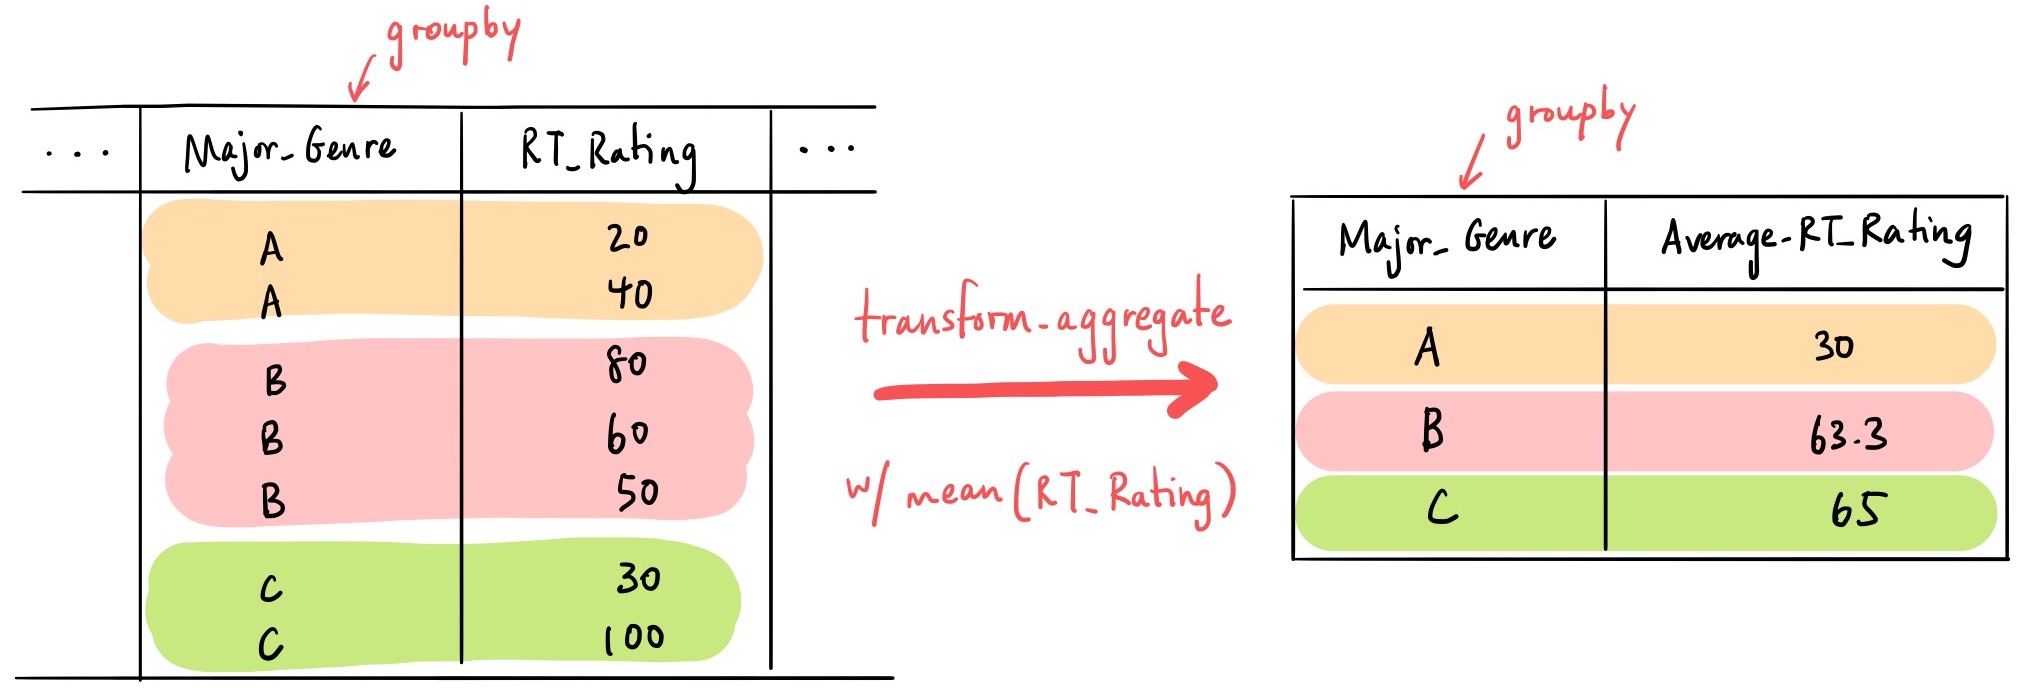 groupby
... Major_Genre RT_Rating ...
A 20
A 40
B 80
B 60
B 50
C 30
C 100
transform_aggregate
w/ mean(RT_Rating)
groupby
Major_Genre Average_RT_Rating
A 30
B 63.3
C 65